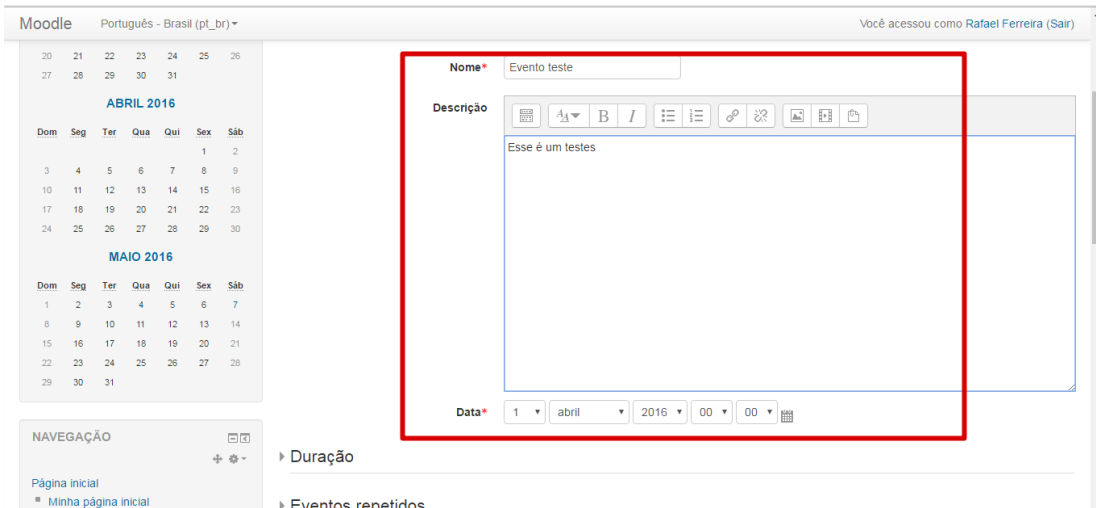 Moodle Português - Brasil (pt_br) Você acessou como Rafael Ferreira (Sair)
20 21 22 23 24 25 26
27 28 29 30 31
ABRIL 2016
Dom Seg Ter Qua Qui Sex Sáb
1 2
3 4 5 6 7 8 9
10 11 12 13 14 15 16
17 18 19 20 21 22 23
24 25 26 27 28 29 30
MAIO 2016
Dom Seg Ter Qua Qui Sex Sáb
1 2 3 4 5 6 7
8 9 10 11 12 13 14
15 16 17 18 19 20 21
22 23 24 25 26 27 28
29 30 31
NAVEGAÇÃO
Página inicial
Minha página inicial
Nome* Evento teste
Descrição
B I
Esse é um testes
Data* 1 abril 2016 00 00
Duração
Eventos repetidos